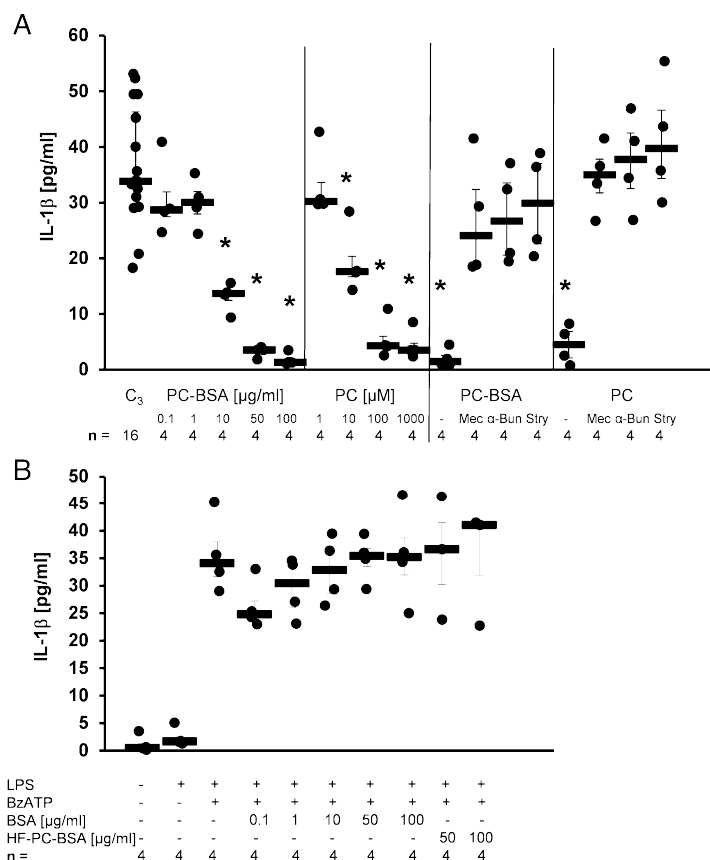 A
60
50
40
30
20
10
0
IL-1β [pg/ml]
* * * * * * * *
C3 PC-BSA [μg/ml] PC [μM] PC-BSA PC
0.1 1 10 50 100 1 10 100 1000 - Mec α-Bun Stry - Mec α-Bun Stry
n = 16 4 4 4 4 4 4 4 4 4 4 4 4 4 4 4 4 4
B
50
45
40
35
30
25
20
15
10
5
0
IL-1β [pg/ml]
LPS - + + + + + + + + +
BzATP - - + + + + + + + +
BSA [μg/ml] - - - 0.1 1 10 50 100 - -
HF-PC-BSA [μg/ml] - - - - - - - - 50 100
n = 4 4 4 4 4 4 4 4 4 4